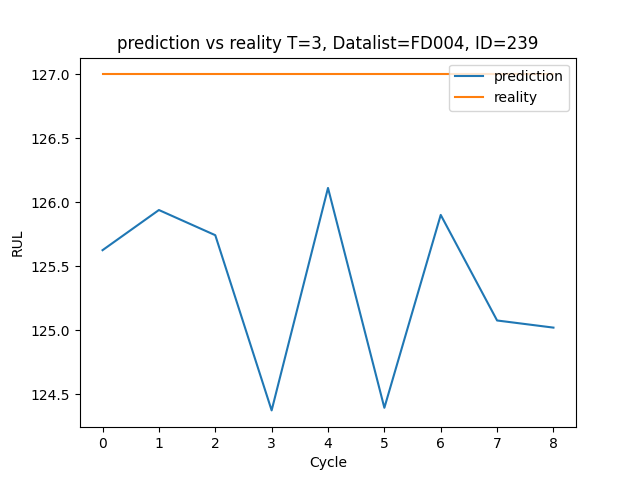 prediction vs reality T=3, Datalist=FD004, ID=239
127.0
126.5
126.0
125.5
125.0
124.5
RUL
prediction
reality
0 1 2 3 4 5 6 7 8
Cycle